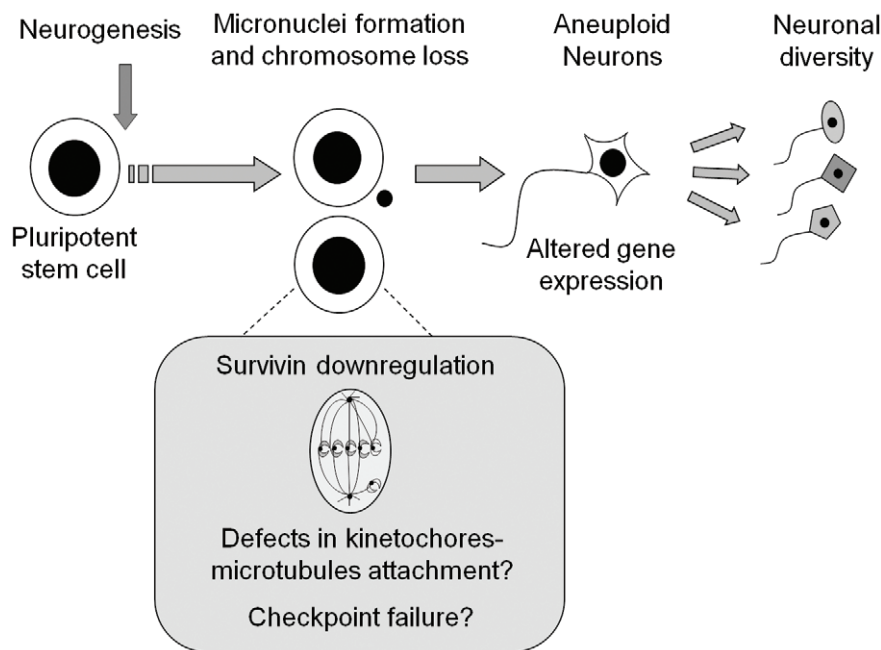 Neurogenesis
Micronuclei formation
and chromosome loss
Aneuploid
Neurons
Neuronal
diversity
Pluripotent
stem cell
Altered gene
expression
Survivin downregulation
Defects in kinetochores-
microtubules attachment?
Checkpoint failure?